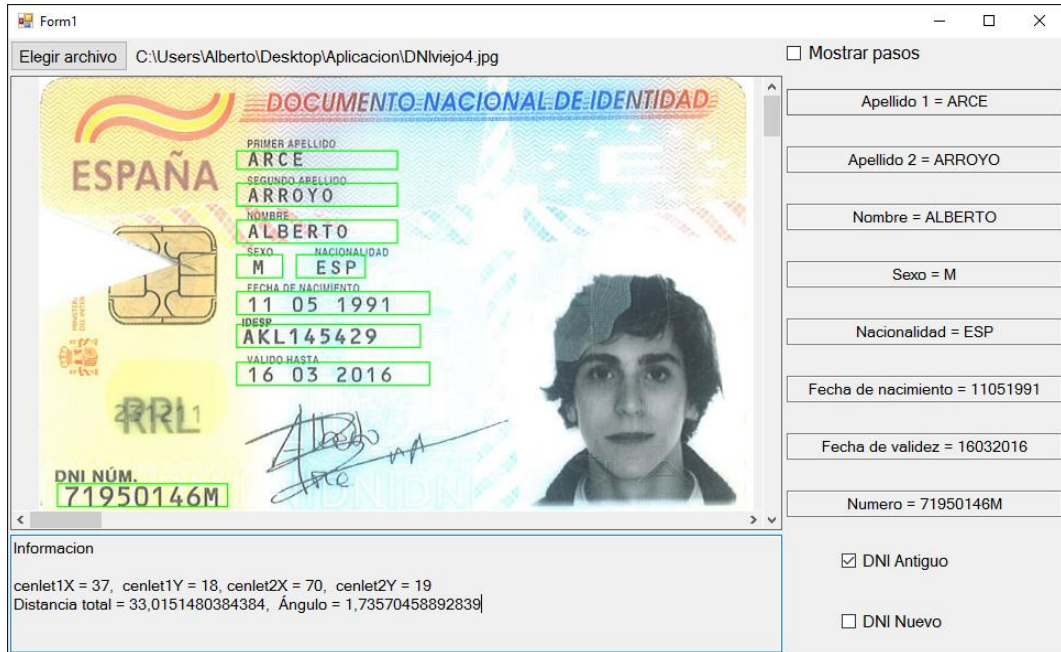 Form1
Elegir archivo C:\Users\Alberto\Desktop\Aplicacion\DNIviejo4.jpg
Mostrar pasos
DOCUMENTO NACIONAL DE IDENTIDAD
ESPAÑA
PRIMER APELLIDO
ARCE
SEGUNDO APELLIDO
ARROYO
NOMBRE
ALBERTO
SEXO NACIONALIDAD
M ESP
FECHA DE NACIMIENTO
11 05 1991
IDESP
AKL145429
VALIDO HASTA
16 03 2016
RRL
DNI NÚM.
71950146M
Apellido 1 = ARCE
Apellido 2 = ARROYO
Nombre = ALBERTO
Sexo = M
Nacionalidad = ESP
Fecha de nacimiento = 11051991
Fecha de validez = 16032016
Numero = 71950146M
DNI Antiguo
DNI Nuevo
Informacion
cenlet1X = 37, cenlet1Y = 18, cenlet2X = 70, cenlet2Y = 19
Distancia total = 33,0151480384384, Ángulo = 1,73570458892839